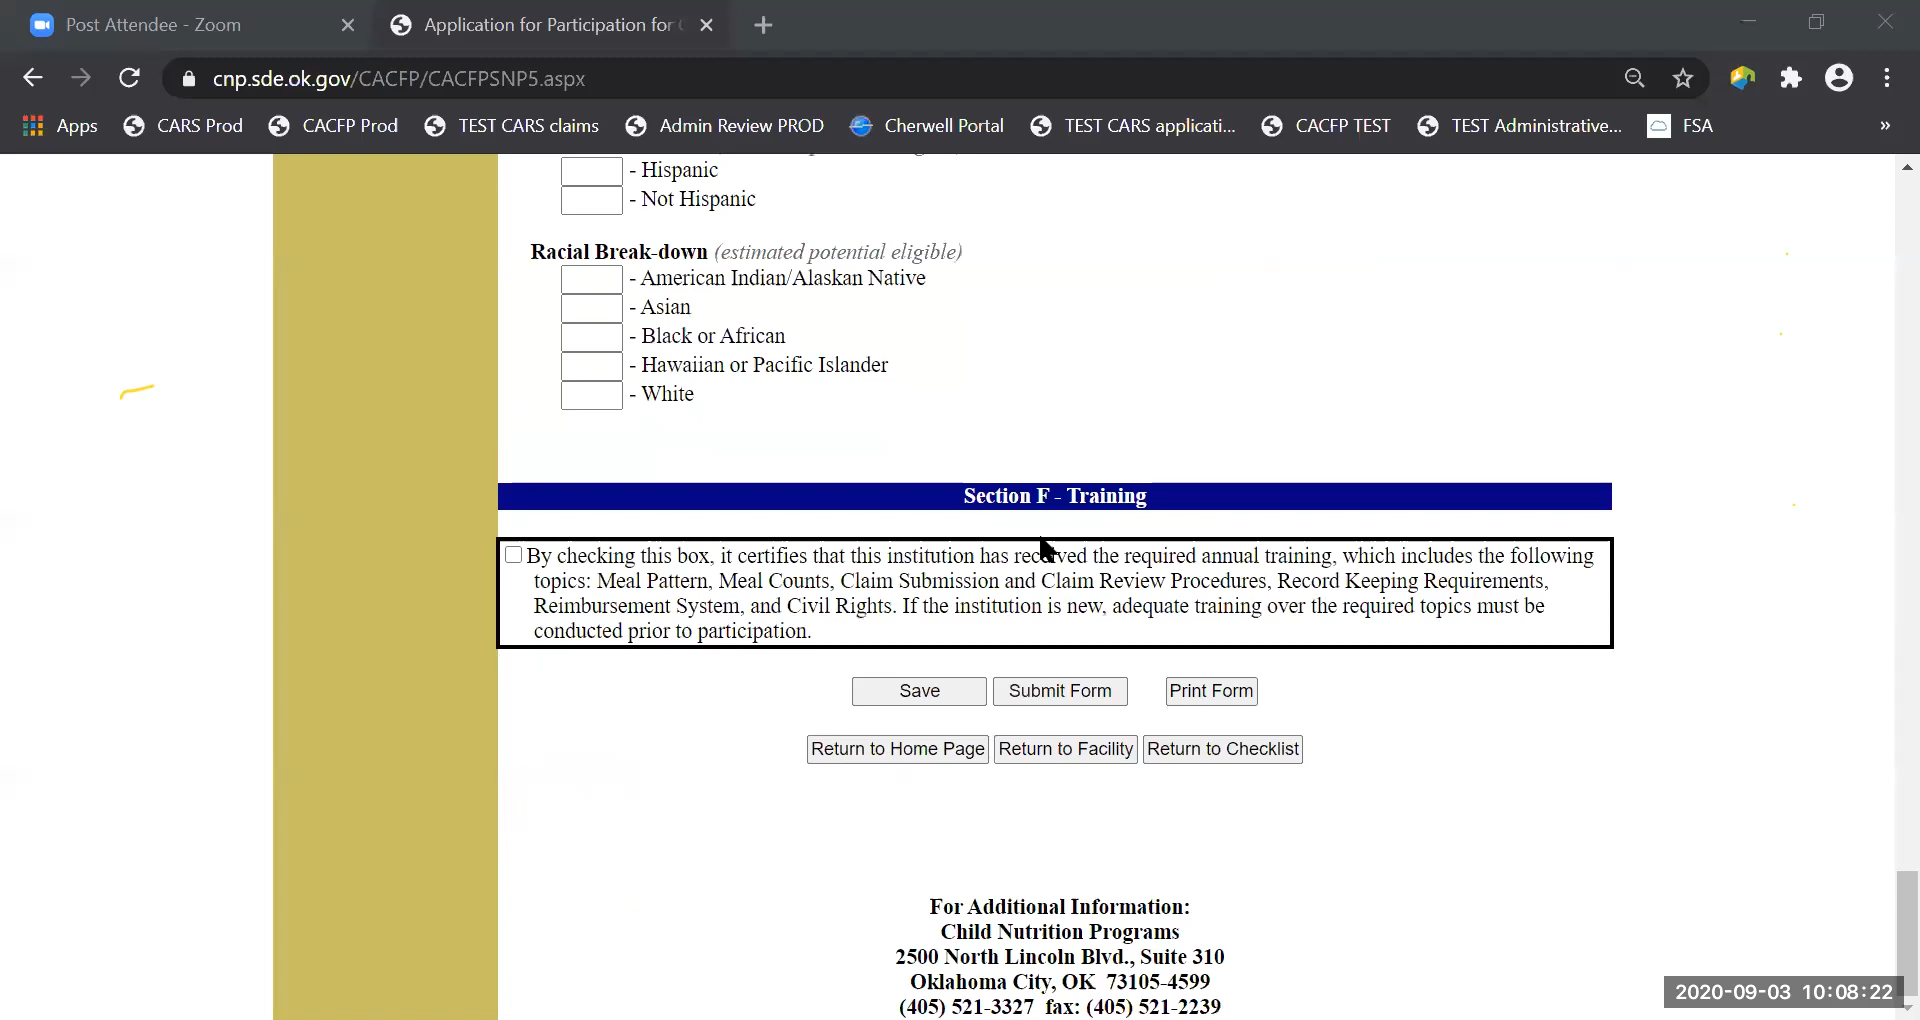 Post Attendee - Zoom
Application for Participation for
cnp.sde.ok.gov/CACFP/CACFPSNP5.aspx
Apps CARS Prod CACFP Prod TEST CARS claims Admin Review PROD Cherwell Portal TEST CARS applicati... CACFP TEST TEST Administrative... FSA »
- Hispanic
- Not Hispanic
Racial Break-down (estimated potential eligible)
- American Indian/Alaskan Native
- Asian
- Black or African
- Hawaiian or Pacific Islander
- White
Section F - Training
By checking this box, it certifies that this institution has received the required annual training, which includes the following
topics: Meal Pattern, Meal Counts, Claim Submission and Claim Review Procedures, Record Keeping Requirements,
Reimbursement System, and Civil Rights. If the institution is new, adequate training over the required topics must be
conducted prior to participation.
Save Submit Form Print Form
Return to Home Page Return to Facility Return to Checklist
For Additional Information:
Child Nutrition Programs
2500 North Lincoln Blvd., Suite 310
Oklahoma City, OK 73105-4599
(405) 521-3327 fax: (405) 521-2239
2020-09-03 10:08:22